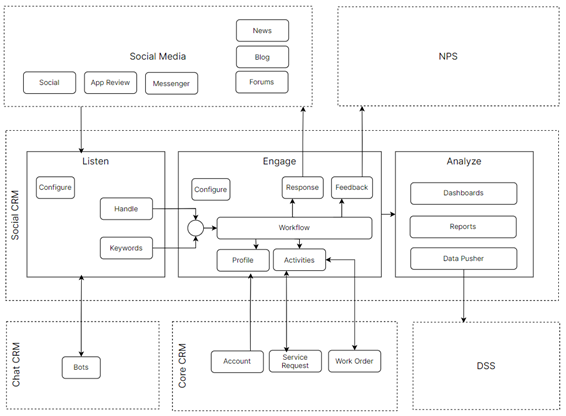 Social Media
News
Blog
Forums
Social
App Review
Messenger
NPS
Social CRM
Listen
Configure
Handle
Keywords
Engage
Configure
Response
Feedback
Workflow
Profile
Activities
Analyze
Dashboards
Reports
Data Pusher
Chat CRM
Bots
Core CRM
Account
Service
Request
Work Order
DSS